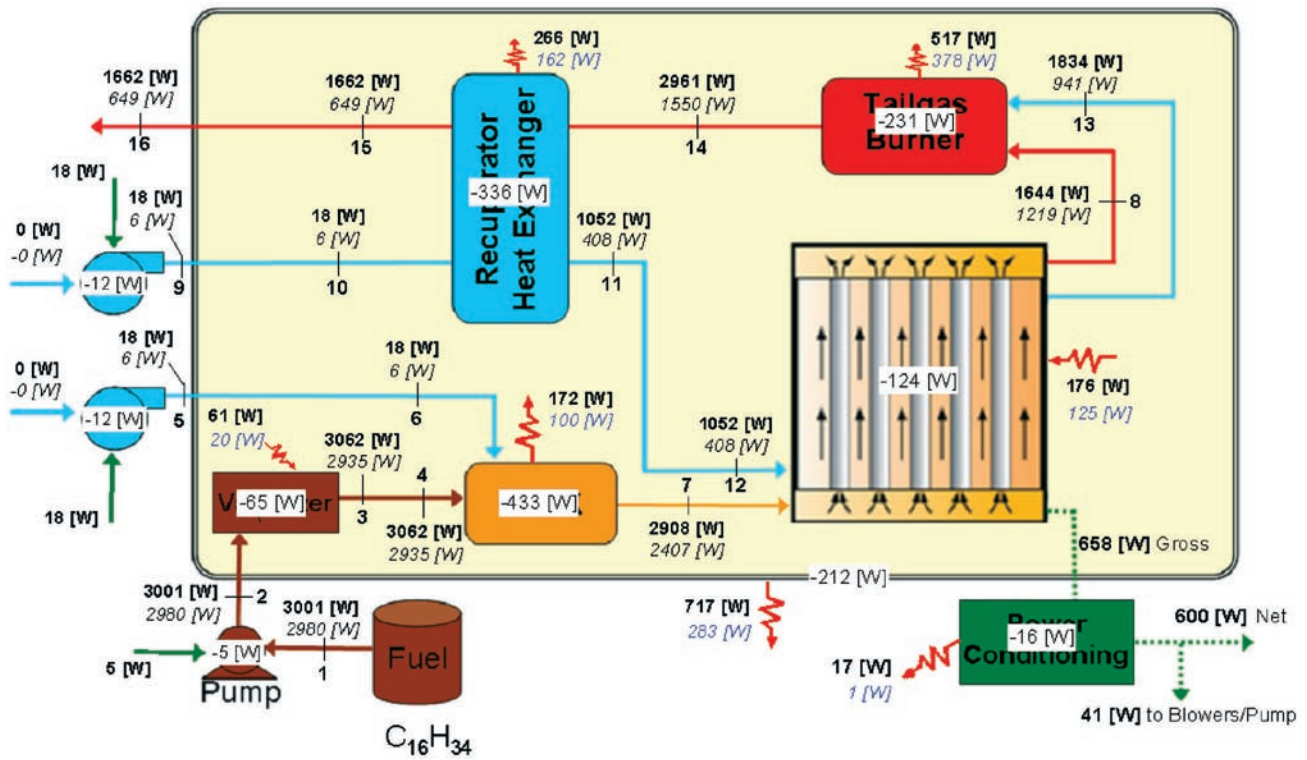 266 [W]
162 [W]
517 [W]
378 [W]
1662 [W]
649 [W]
1662 [W]
649 [W]
2961 [W]
1550 [W]
1834 [W]
941 [W]
Tailgas
-231 [W]
Burner
16
15
14
13
Recuperator
Heat Exchanger
-336 [W]
18 [W]
18 [W]
6 [W]
18 [W]
6 [W]
1052 [W]
408 [W]
1644 [W]
1219 [W]
8
0 [W]
-0 [W]
-12 [W]
9
10
11
18 [W]
6 [W]
18 [W]
6 [W]
0 [W]
-0 [W]
-12 [W]
5
6
-124 [W]
176 [W]
125 [W]
61 [W]
20 [W]
172 [W]
100 [W]
3062 [W]
2935 [W]
1052 [W]
408 [W]
4
7
12
-65 [W]
3
-433 [W]
18 [W]
3062 [W]
2935 [W]
2908 [W]
2407 [W]
658 [W] Gross
-212 [W]
3001 [W]
2980 [W]
2
3001 [W]
2980 [W]
1
717 [W]
283 [W]
5 [W]
-5 [W]
Pump
Fuel
C16H34
Power
-16 [W]
Conditioning
600 [W] Net
17 [W]
1 [W]
41 [W] to Blowers/Pump